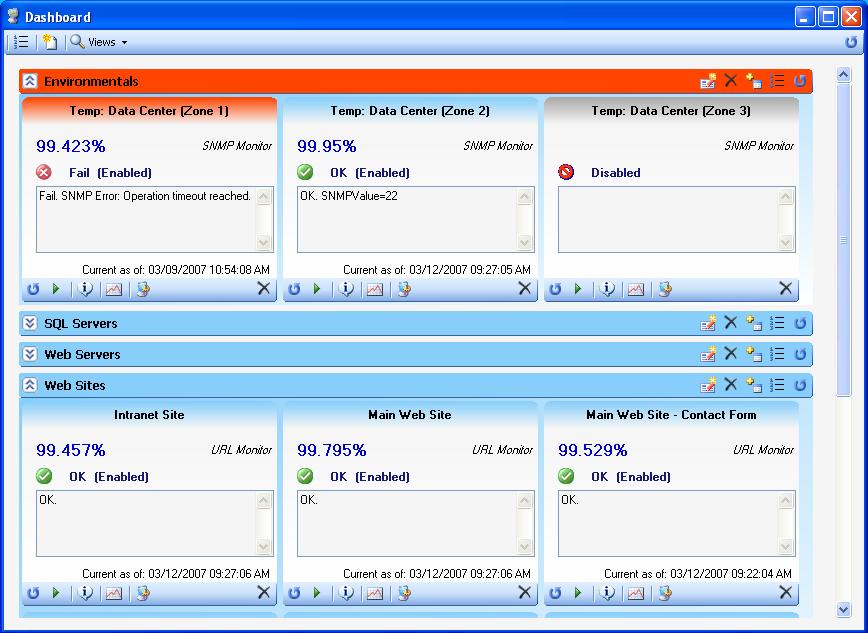 Dashboard
Views
Environmentals
Temp: Data Center (Zone 1)
99.423%
SNMP Monitor
Fail (Enabled)
Fail. SNMP Error: Operation timeout reached.
Current as of: 03/09/2007 10:54:08 AM
Temp: Data Center (Zone 2)
99.95%
SNMP Monitor
OK (Enabled)
OK. SNMPValue=22
Current as of: 03/12/2007 09:27:05 AM
Temp: Data Center (Zone 3)
SNMP Monitor
Disabled
SQL Servers
Web Servers
Web Sites
Intranet Site
99.457%
URL Monitor
OK (Enabled)
OK.
Current as of: 03/12/2007 09:27:06 AM
Main Web Site
99.795%
URL Monitor
OK (Enabled)
OK.
Current as of: 03/12/2007 09:27:06 AM
Main Web Site - Contact Form
99.529%
URL Monitor
OK (Enabled)
OK.
Current as of: 03/12/2007 09:22:04 AM